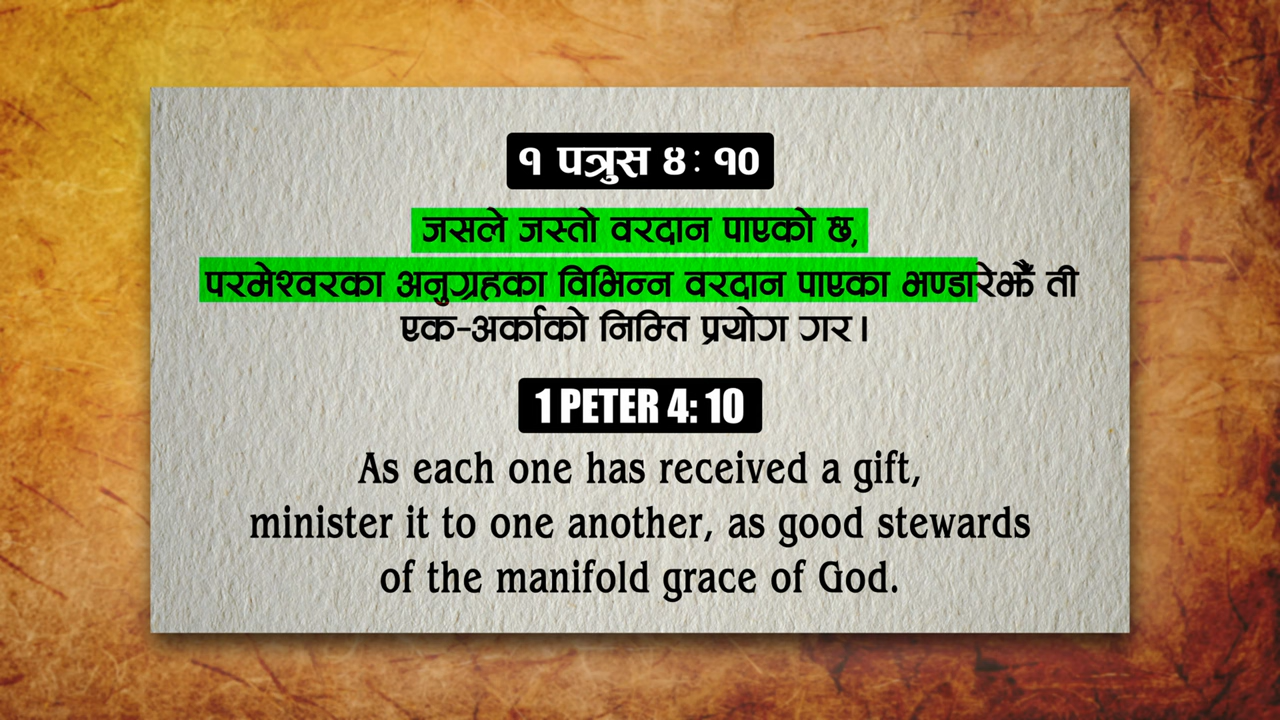 १ पत्रुस ४: १०
जसले जस्तो वरदान पाएको छ,
परमेश्वरका अनुग्रहका विभिन्न वरदान पाएका भण्डारेझैँ ती
एक-अर्काको निम्ति प्रयोग गर।
1 PETER 4: 10
As each one has received a gift,
minister it to one another, as good stewards
of the manifold grace of God.